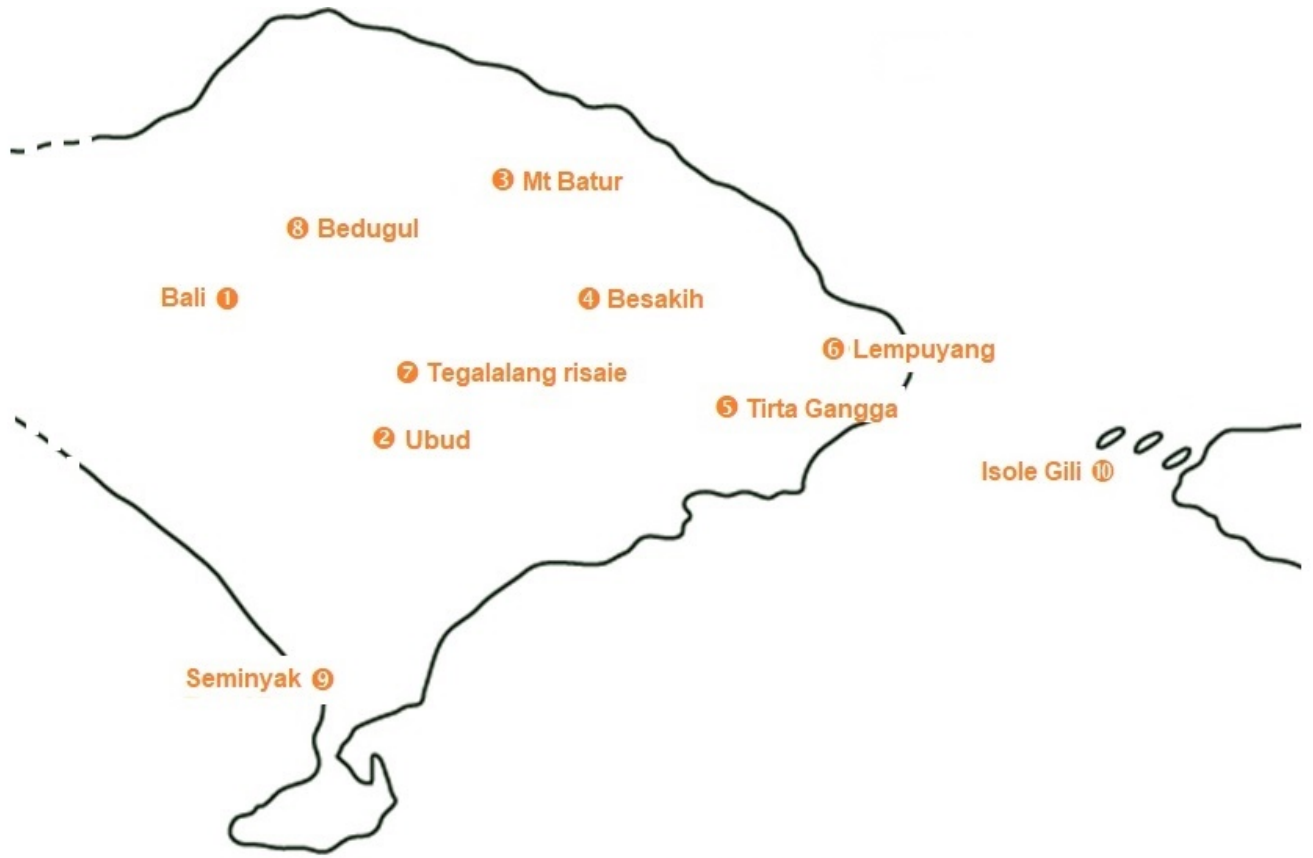 ❸ Mt Batur
❽ Bedugul
Bali ❶
❹ Besakih
❻ Lempuyang
❼ Tegalalang risaie
❺ Tirta Gangga
❷ Ubud
Isole Gili ❿
Seminyak ❾